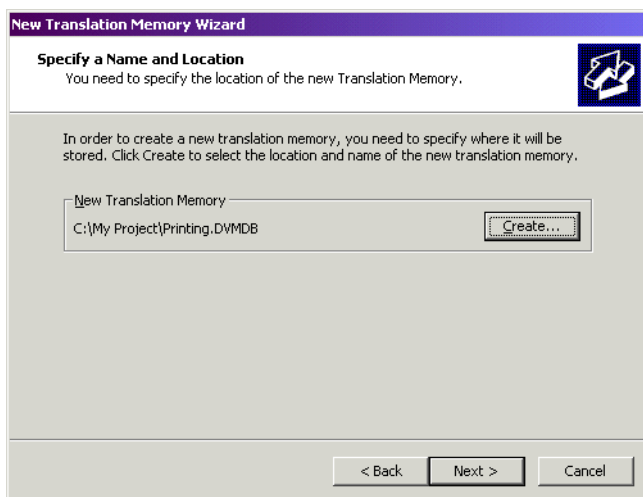 New Translation Memory Wizard
Specify a Name and Location
You need to specify the location of the new Translation Memory.
In order to create a new translation memory, you need to specify where it will be
stored. Click Create to select the location and name of the new translation memory.
New Translation Memory
C:\My Project\Printing.DVMDB
Create...
< Back
Next >
Cancel